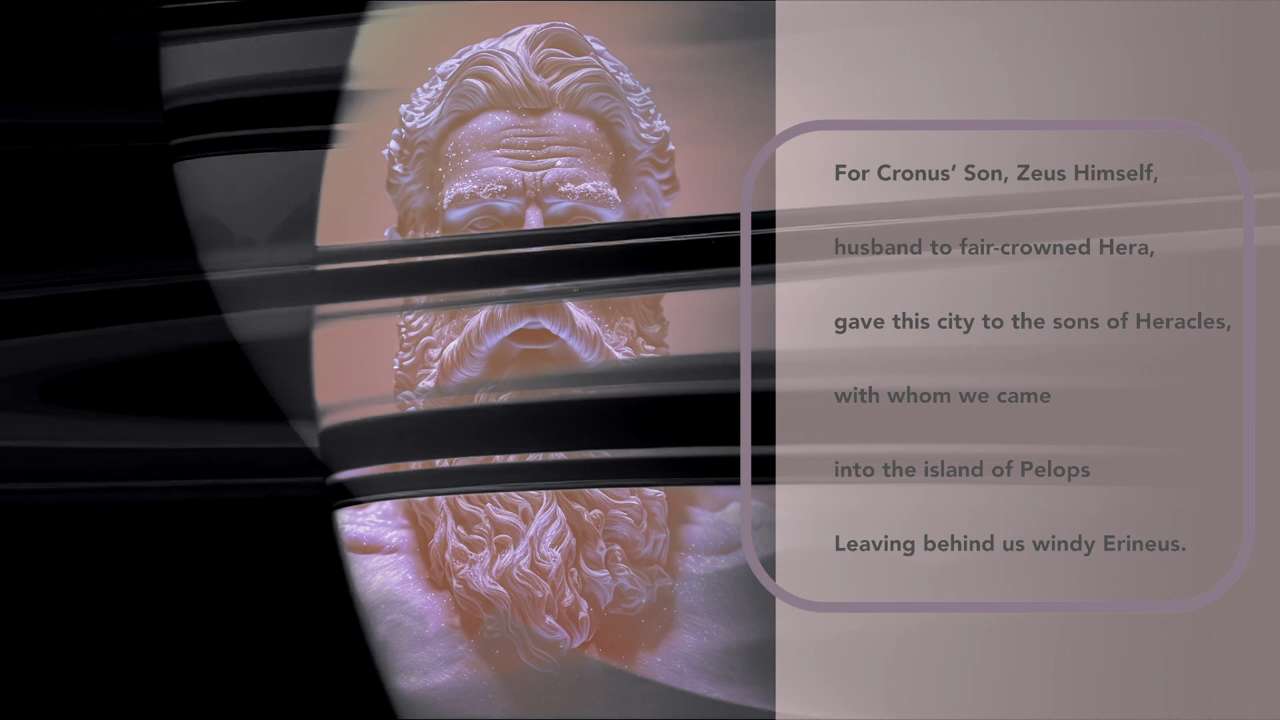 For Cronus’ Son, Zeus Himself,
husband to fair-crowned Hera,
gave this city to the sons of Heracles,
with whom we came
into the island of Pelops
Leaving behind us windy Erineus.